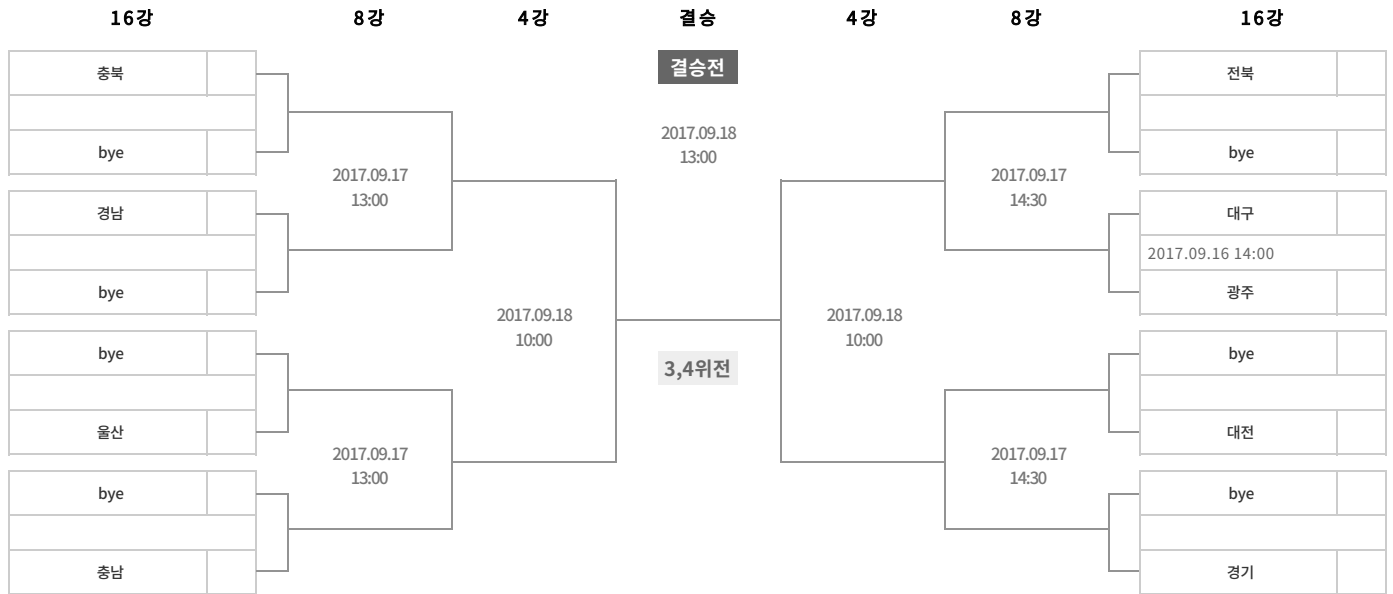 16강
8강
4강
결승
4강
8강
16강
충북
bye
경남
bye
bye
울산
bye
충남
2017.09.17
13:00
2017.09.17
13:00
2017.09.18
10:00
결승전
2017.09.18
13:00
3,4위전
2017.09.18
10:00
2017.09.17
14:30
2017.09.17
14:30
전북
bye
대구
2017.09.16 14:00
광주
bye
대전
bye
경기